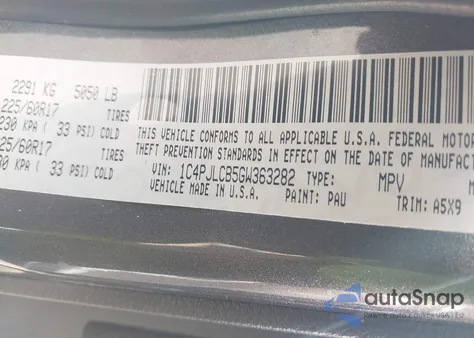 2291 KG 5050 LB
225/60R17 TIRES
230 KPA ( 33 PSI) COLD
25/60R17 TIRES
30 KPA ( 33 PSI) COLD
THIS VEHICLE CONFORMS TO ALL APPLICABLE U.S.A. FEDERAL MOTOR
THEFT PREVENTION STANDARDS IN EFFECT ON THE DATE OF MANUFAC
VIN: 1C4PJLCB5GW363282 TYPE: MPV
VEHICLE MADE IN U.S.A. PAINT: PAU TRIM: A5X9
autoSnap